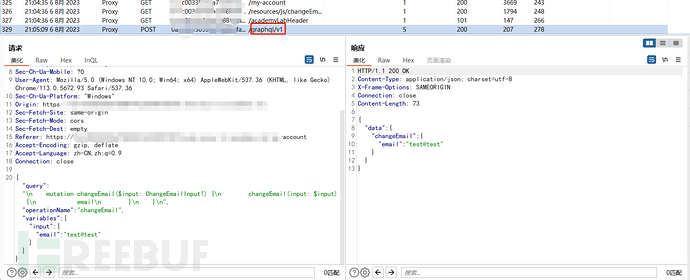 325 21:04:35 6 8月 2023 Proxy GET /my-account 1 200 3669 243
326 21:04:36 6 8月 2023 Proxy GET /resources/js/changeEm... 1 200 1794 248
328 21:04:36 6 8月 2023 Proxy GET /academyLabHeader 1 101 147 266
329 21:05:09 6 8月 2023 Proxy POST /graphql/v1 5 200 207 278
请求
响应
美化 Raw Hex InQL
美化 Raw Hex 页面渲染
8 Sec-Ch-Ua-Mobile: ?0
9 User-Agent: Mozilla/5.0 (Windows NT 10.0; Win64; x64) AppleWebKit/537.36 (KHTML, like Gecko)
Chrome/113.0.5672.93 Safari/537.36
10 Sec-Ch-Ua-Platform: "Windows"
11 Origin: https
12 Sec-Fetch-Site: same-origin
13 Sec-Fetch-Mode: cors
14 Sec-Fetch-Dest: empty
15 Referer: https: -account
16 Accept-Encoding: gzip, deflate
17 Accept-Language: zh-CN,zh;q=0.9
18 Connection: close
19
20 {
"query":
"\n mutation changeEmail($input: ChangeEmailInput!) {\n changeEmail(input: $input)
{\n email\n }\n }\n",
"operationName":"changeEmail",
"variables":{
"input":{
"email":"test@test"
}
}
1 HTTP/1.1 200 OK
2 Content-Type: application/json; charset=utf-8
3 X-Frame-Options: SAMEORIGIN
4 Connection: close
5 Content-Length: 73
6
7 {
8 "data":{
9 "changeEmail":{
10 "email":"test@test"
11 }
12 }
13 }
REEBUF
搜索... 0匹配
搜索... 0匹配